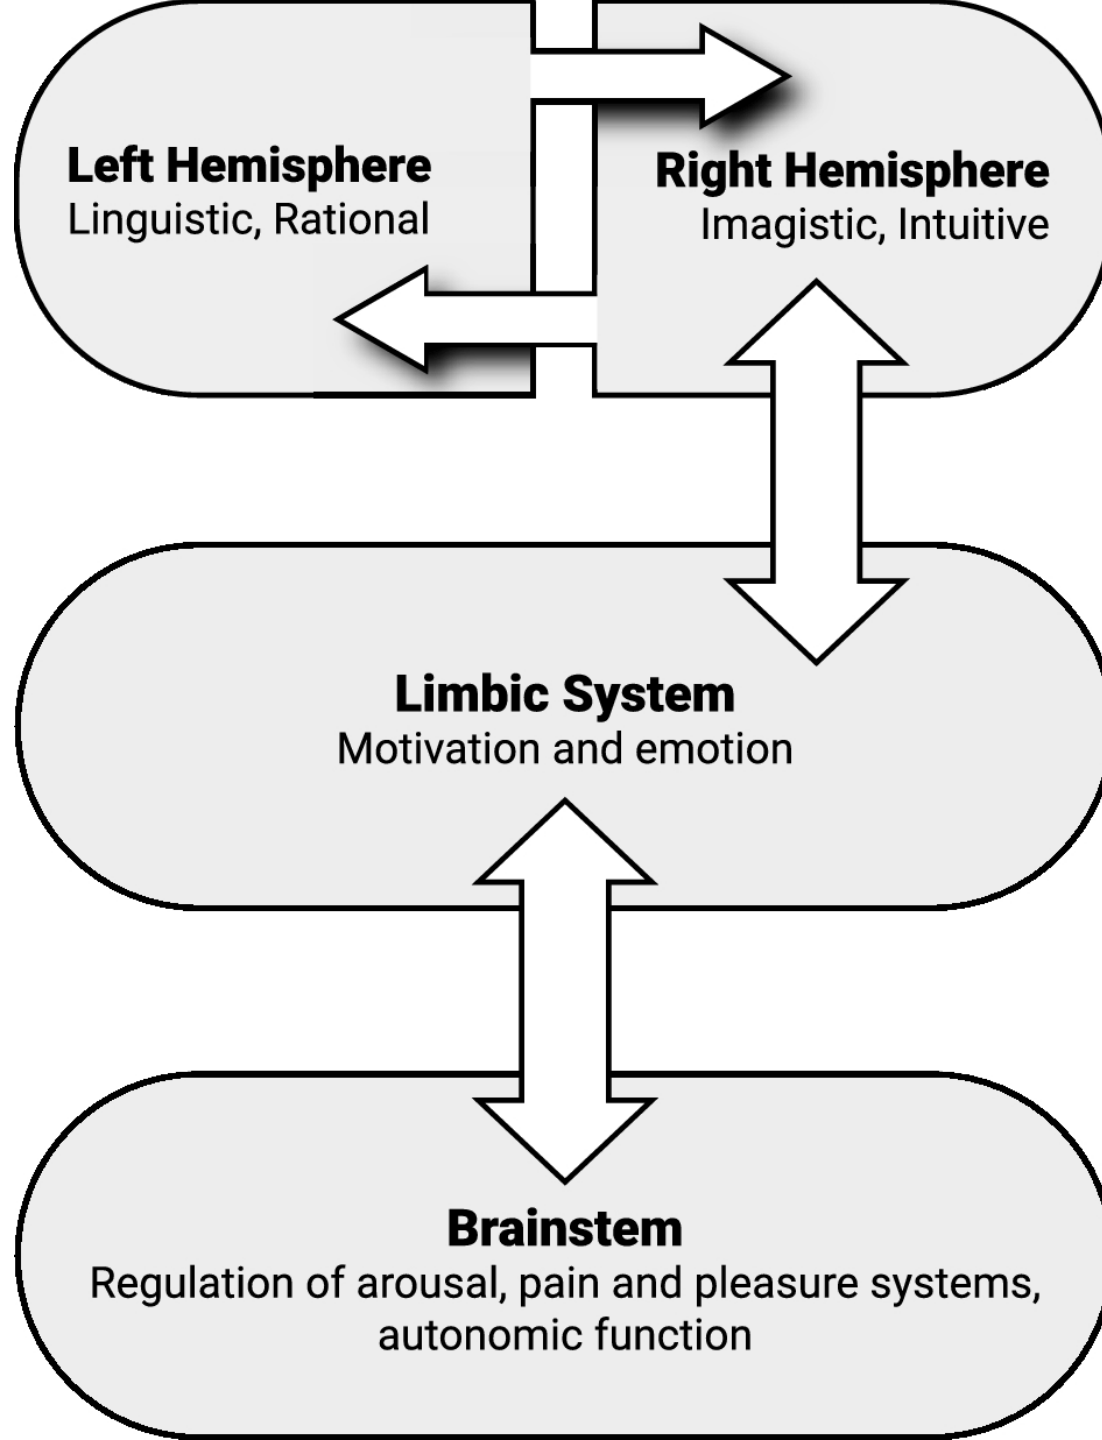 Left Hemisphere
Linguistic, Rational
Right Hemisphere
Imagistic, Intuitive
Limbic System
Motivation and emotion
Brainstem
Regulation of arousal, pain and pleasure systems,
autonomic function